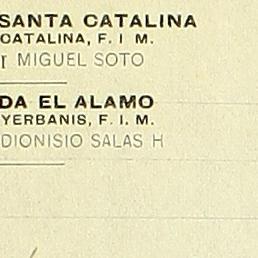 SANTA CATALINA
CATALINA, F. I M.
r MIGUEL SOTO
DA EL ALAMO
YERBANIS, F. I. M.
DIONISIO SALAS H